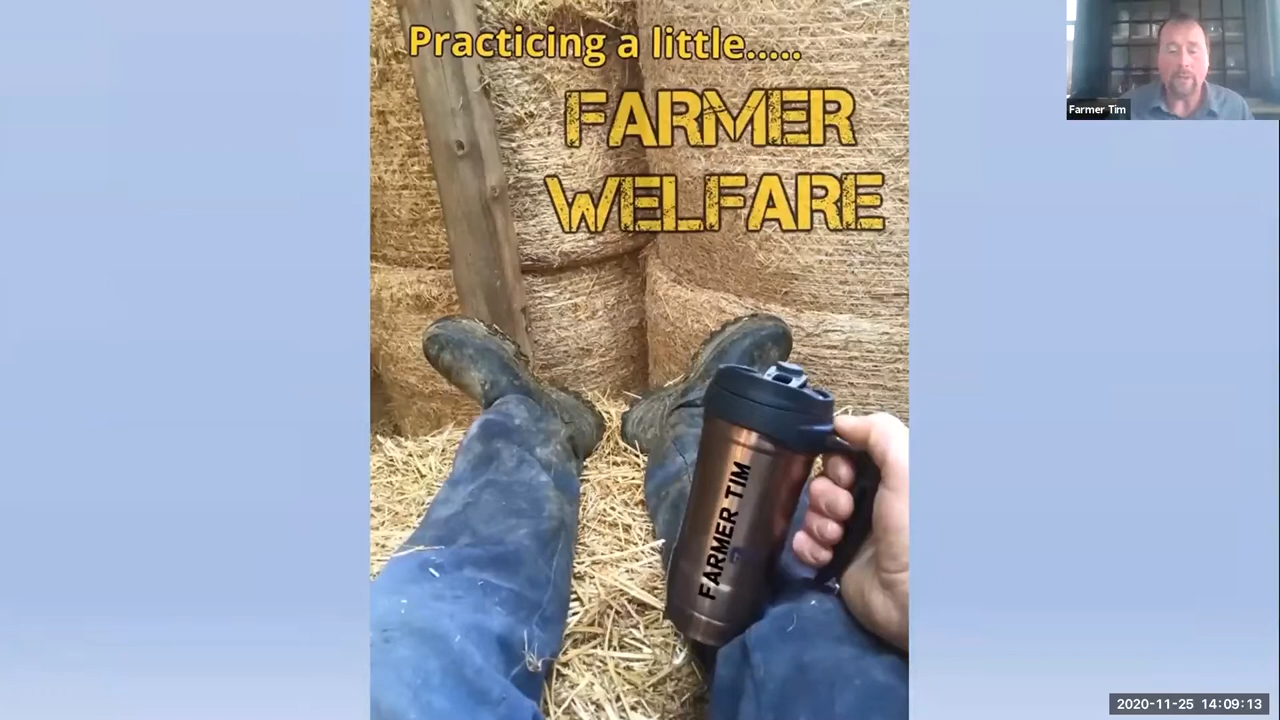 Practicing a little.....
FARMER
WELFARE
FARMER TIM
Farmer Tim
2020-11-25 14:09:13